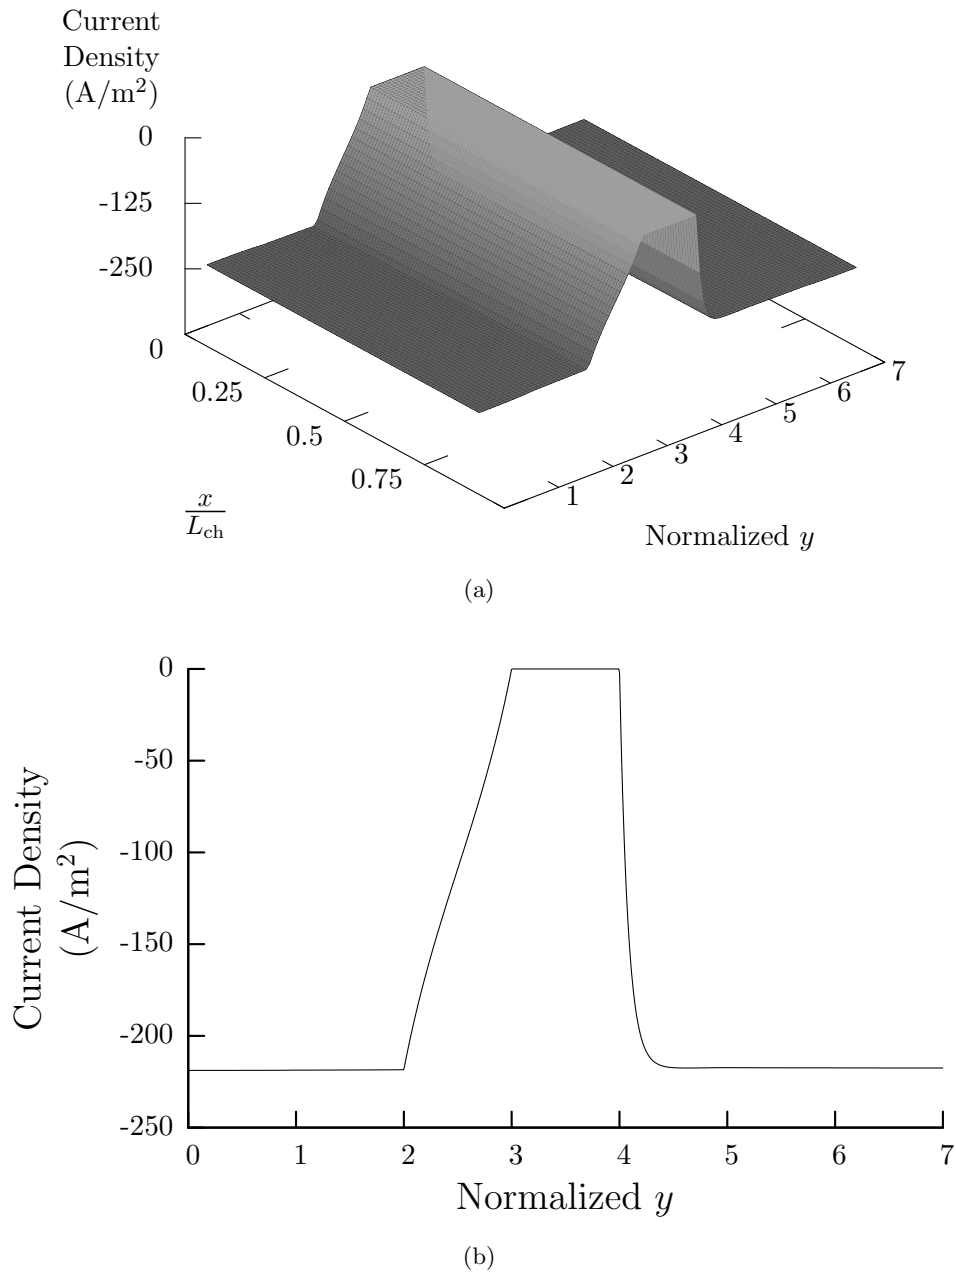 Current
Density
(A/m²)
0
-125
-250
0
0.25
0.5
0.75
x
L_ch
1
2
3
4
5
6
7
Normalized y
(a)
0
-50
-100
-150
-200
-250
Current Density
(A/m²)
0 1 2 3 4 5 6 7
Normalized y
(b)